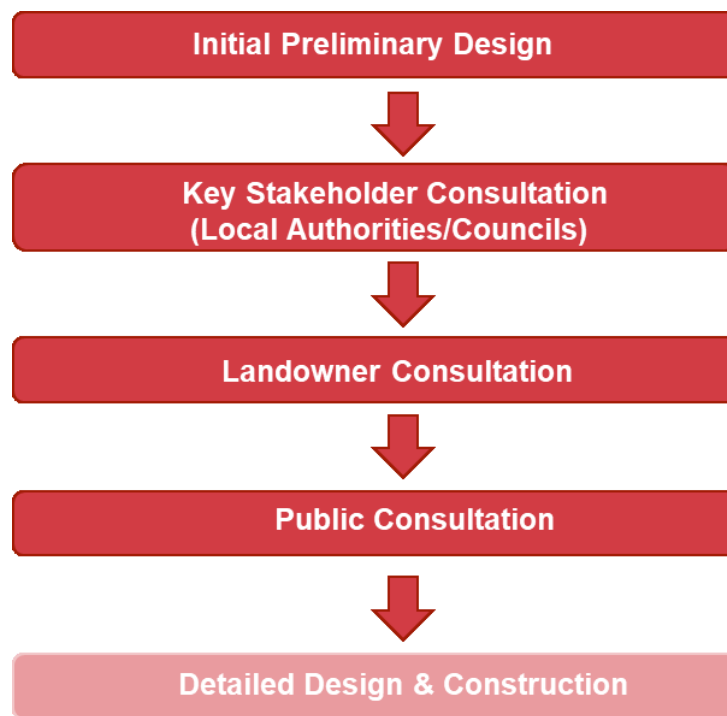 Initial Preliminary Design
Key Stakeholder Consultation
(Local Authorities/Councils)
Landowner Consultation
Public Consultation
Detailed Design & Construction